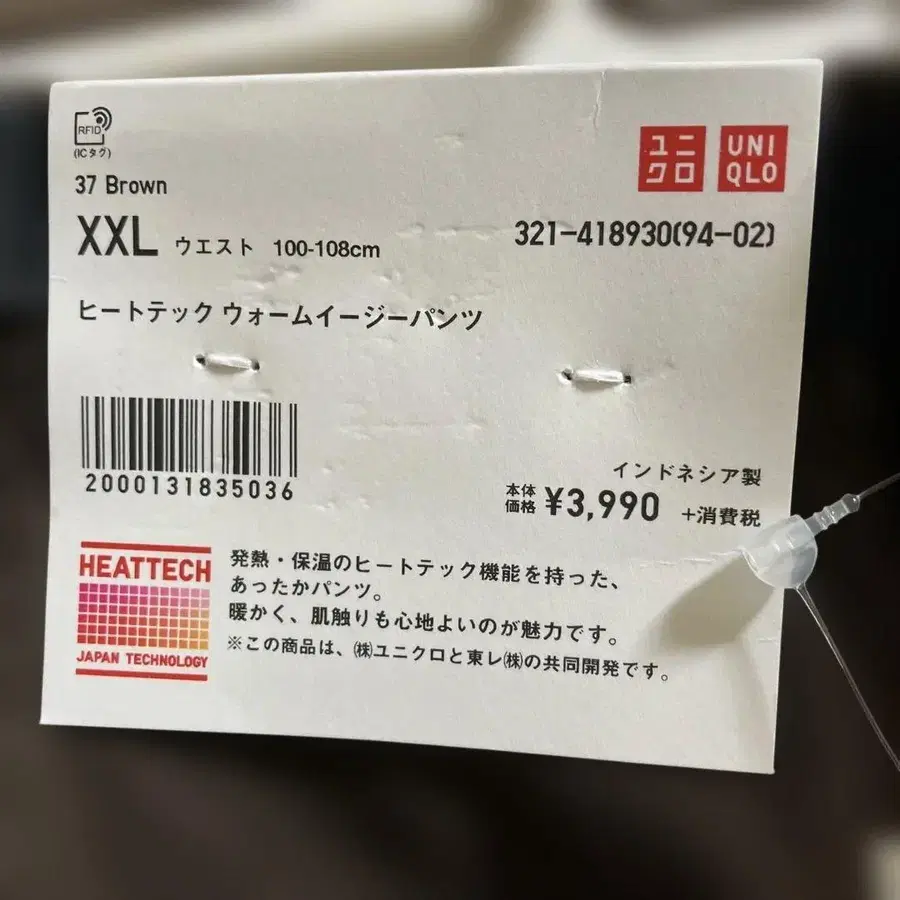 RFID
(ICタグ)
ユニ
クロ
UNI
QLO
37 Brown
XXL ウエスト 100-108cm
321-418930(94-02)
ヒートテック ウォームイージーパンツ
2000131835036
インドネシア製
本体
価格 ¥3,990 +消費税
HEATTECH
JAPAN TECHNOLOGY
発熱・保温のヒートテック機能を持った、
あったかパンツ。
暖かく、肌触りも心地よいのが魅力です。
※この商品は、㈱ユニクロと東レ㈱の共同開発です。